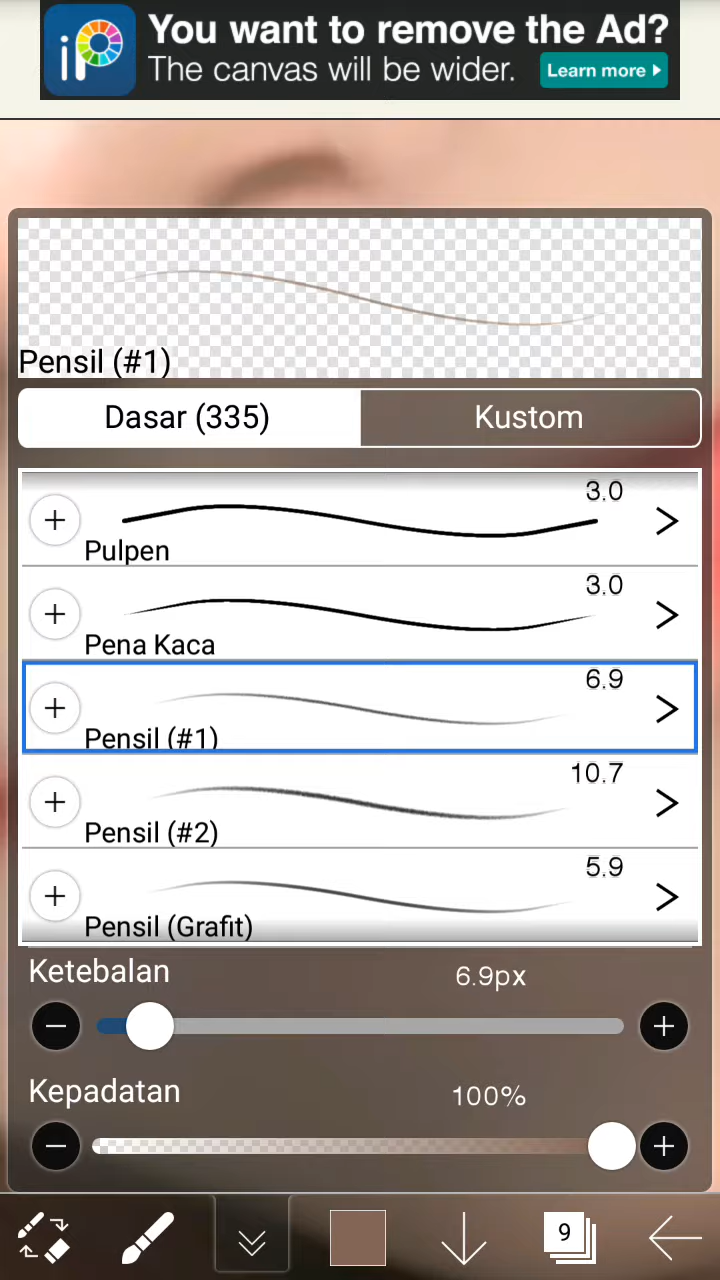 iP
You want to remove the Ad?
The canvas will be wider.
Learn more
Pensil (#1)
Dasar (335)
Kustom
3.0
Pulpen
3.0
Pena Kaca
6.9
Pensil (#1)
10.7
Pensil (#2)
5.9
Pensil (Grafit)
Ketebalan
6.9px
Kepadatan
100%
9